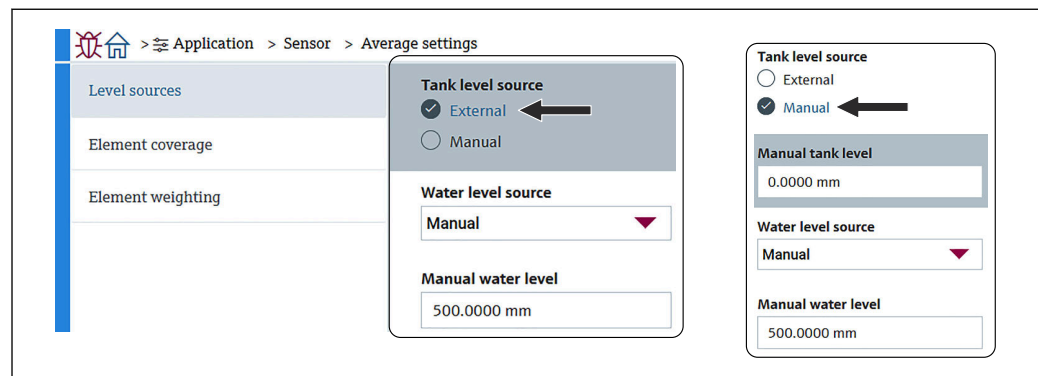 > Application > Sensor > Average settings
Level sources
Element coverage
Element weighting
Tank level source
External
Manual
Water level source
Manual
Manual water level
500.0000 mm
Tank level source
External
Manual
Manual tank level
0.0000 mm
Water level source
Manual
Manual water level
500.0000 mm